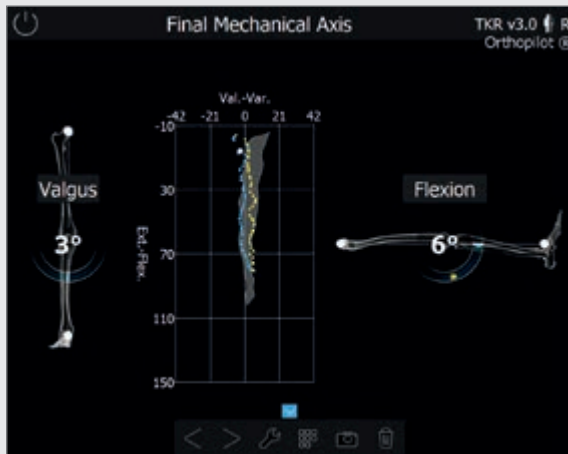 Final Mechanical Axis
TKR v3.0 R
Orthopilot ®
Val.-Var.
-42 -21 0 21 42
-10
30
70
110
150
Ext.-Flex.
Valgus
3°
Flexion
6°